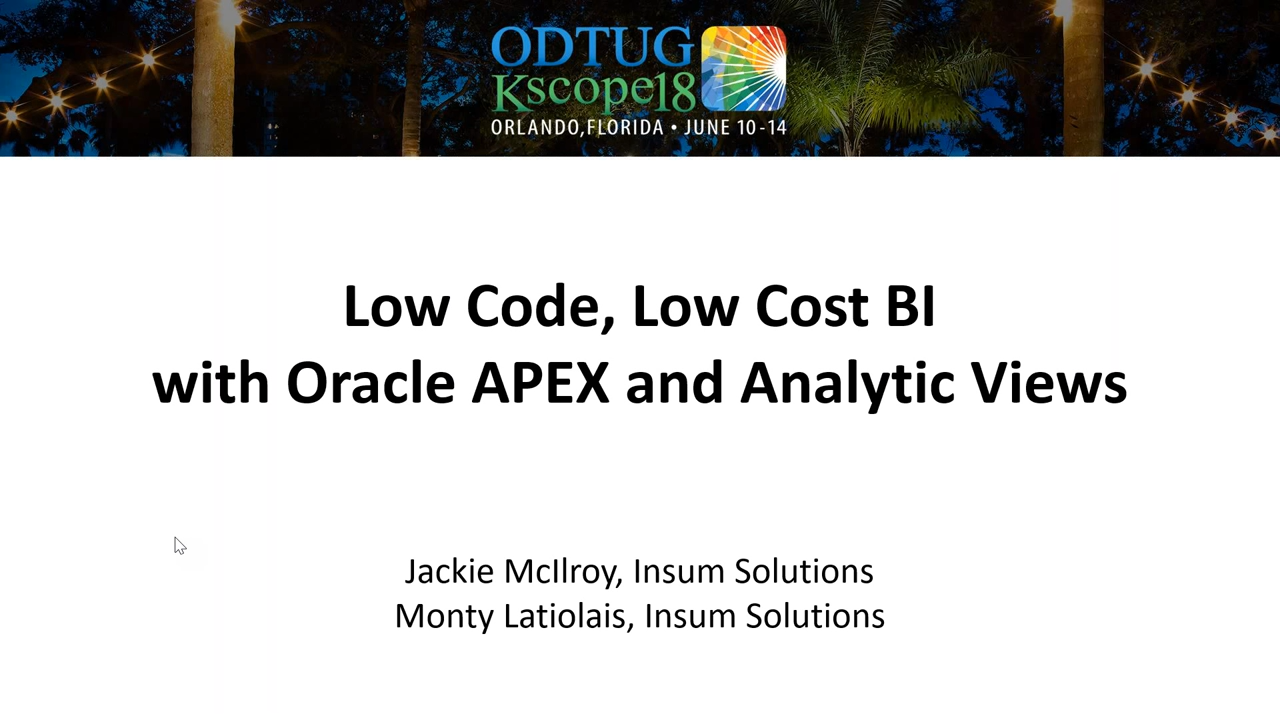 ODTUG
Kscope18
ORLANDO, FLORIDA • JUNE 10-14
Low Code, Low Cost BI
with Oracle APEX and Analytic Views
Jackie McIlroy, Insum Solutions
Monty Latiolais, Insum Solutions